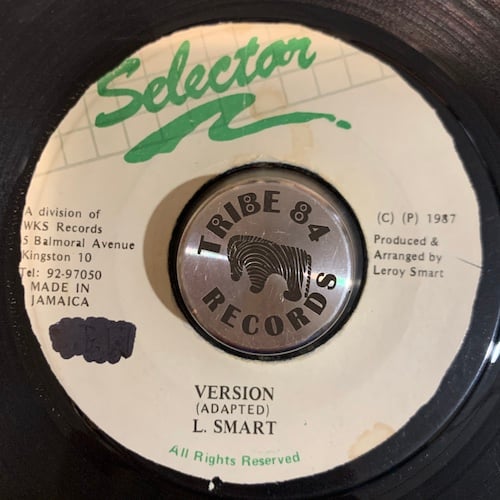 Selector
A division of
WKS Records
5 Balmoral Avenue
Kingston 10
Tel: 92-97050
MADE IN
JAMAICA
TRIBE 84
RECORDS
(C) (P) 1987
Produced &
Arranged by
Leroy Smart
VERSION
(ADAPTED)
L. SMART
All Rights Reserved